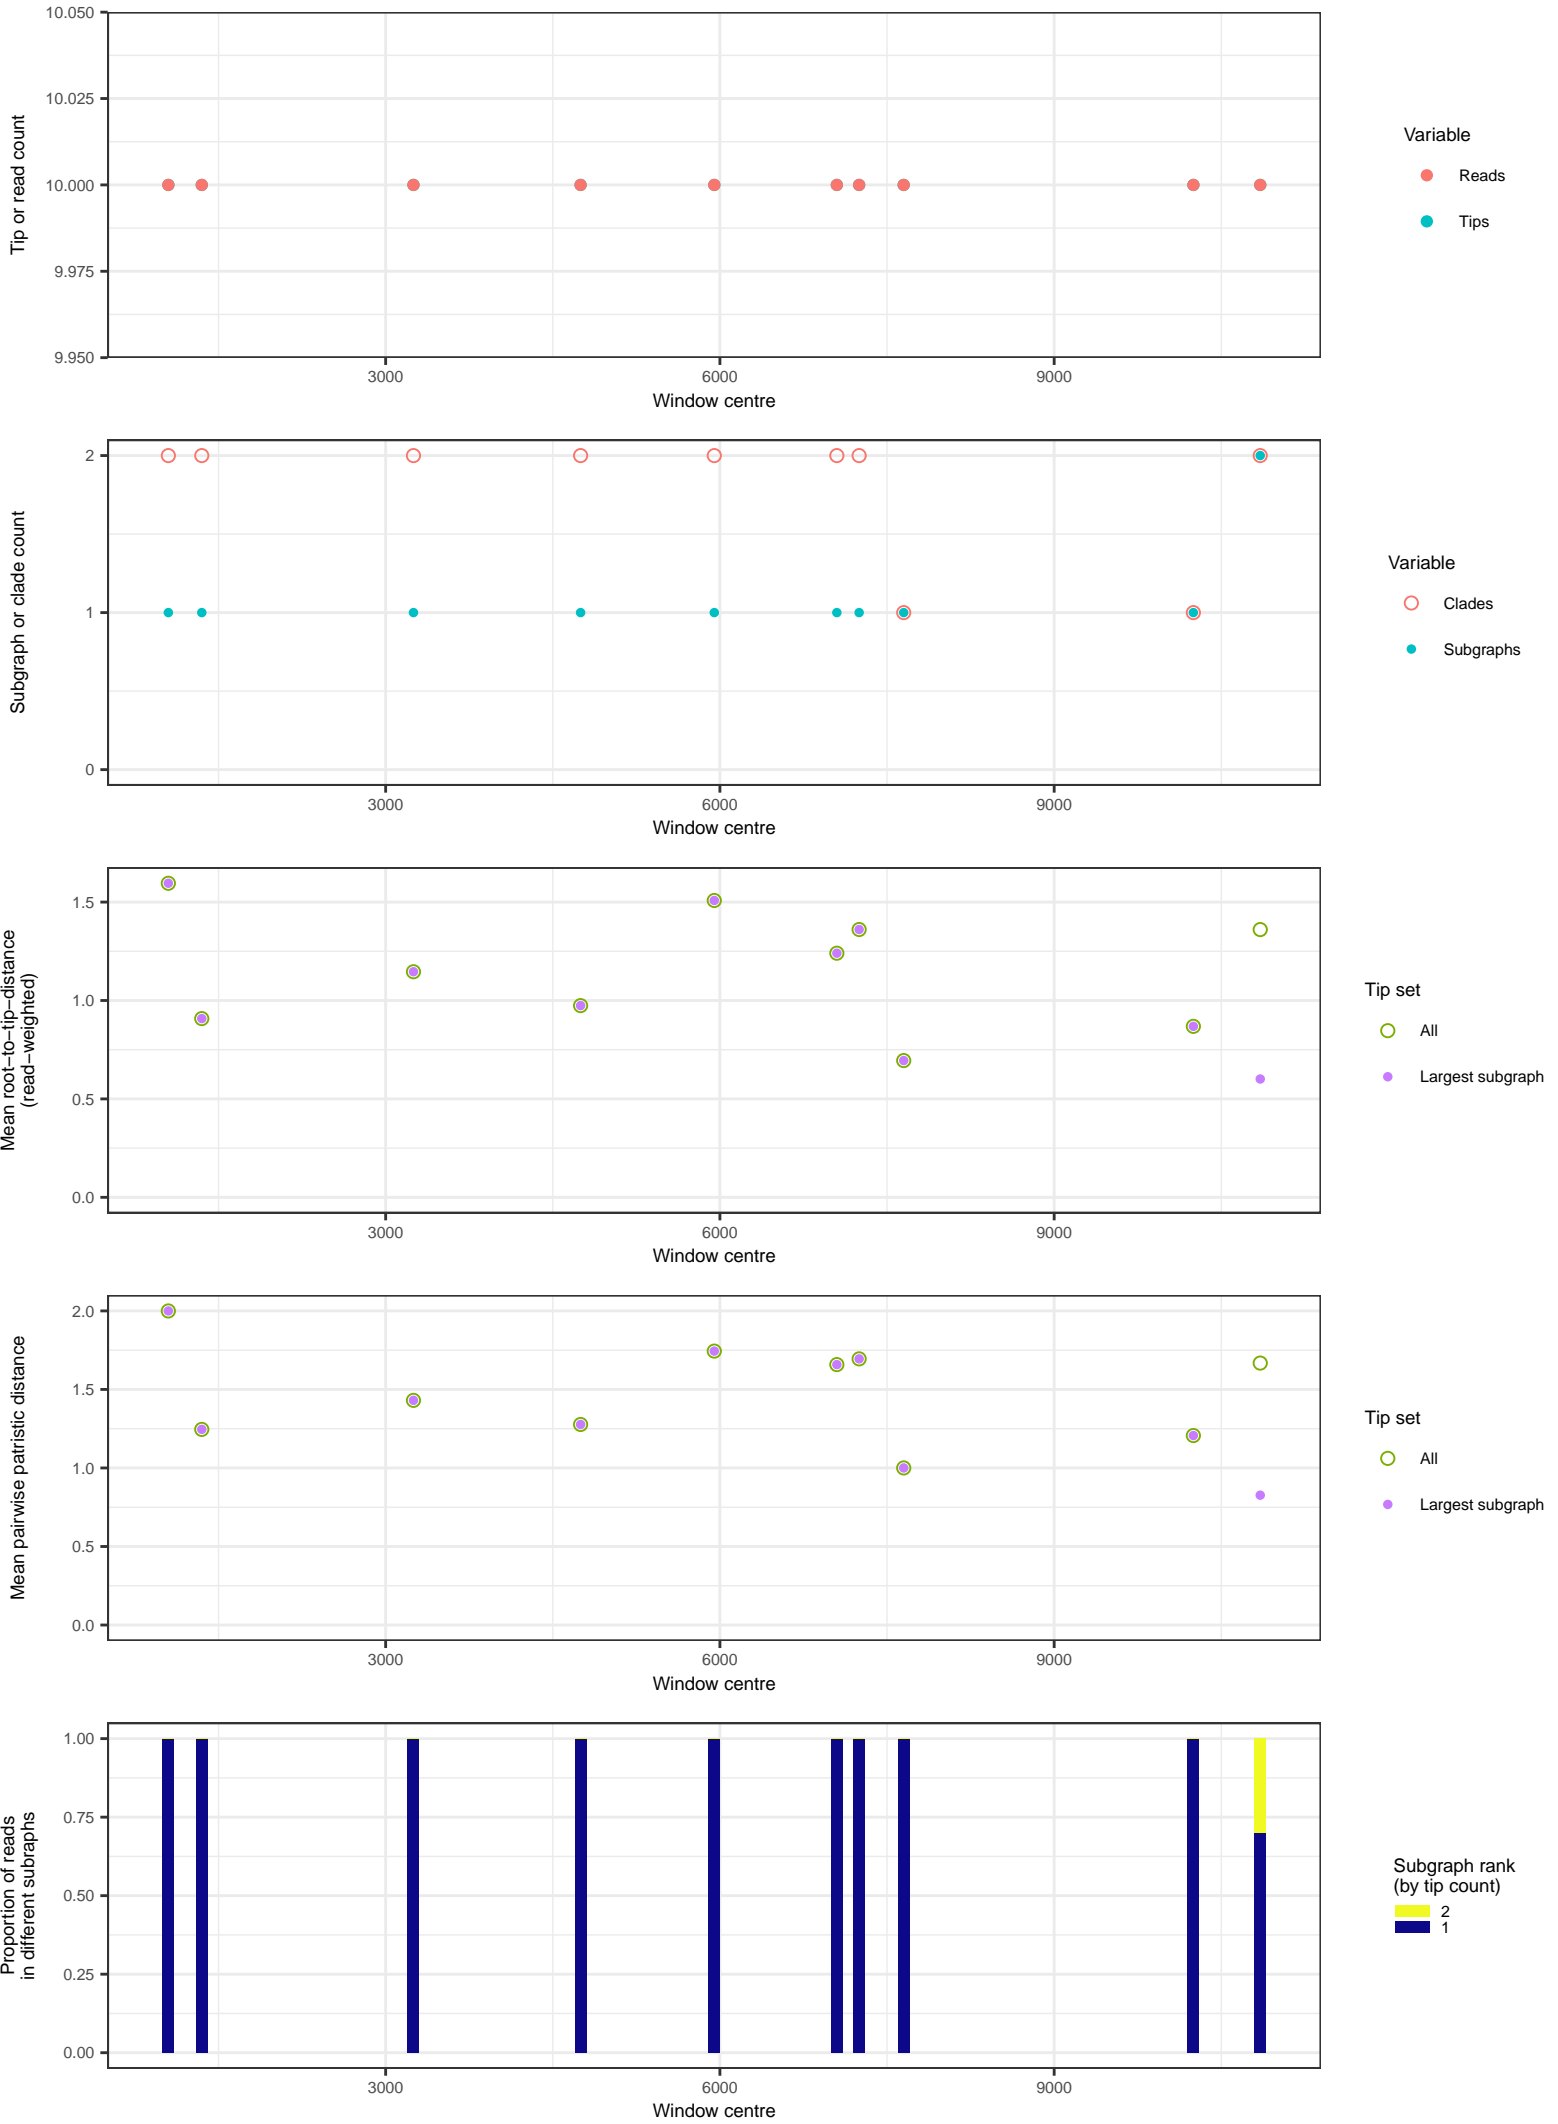 10.050
10.025
10.000
9.975
9.950
Tip or read count
3000
6000
9000
Window centre
Variable
Reads
Tips
2
1
0
Subgraph or clade count
3000
6000
9000
Window centre
Variable
Clades
Subgraphs
1.5
1.0
0.5
0.0
Mean root−to−tip−distance
(read−weighted)
3000
6000
9000
Window centre
Tip set
All
Largest subgraph
2.0
1.5
1.0
0.5
0.0
Mean pairwise patristic distance
3000
6000
9000
Window centre
Tip set
All
Largest subgraph
1.00
0.75
0.50
0.25
0.00
Proportion of reads
in different subraphs
3000
6000
9000
Window centre
Subgraph rank
(by tip count)
2
1